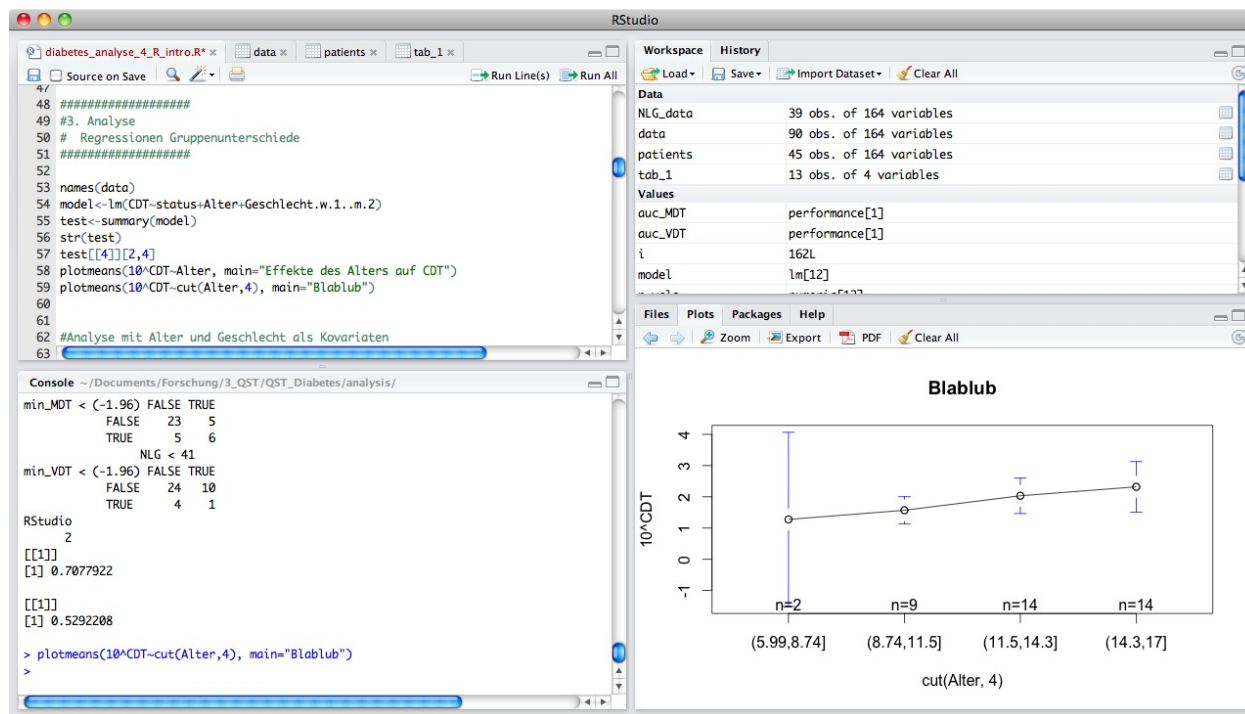 RStudio
diabetes_analyse_4_R_intro.R* × data × patients × tab_1 ×
Source on Save Run Line(s) Run All
47
48 ###################
49 #3. Analyse
50 # Regressionen Gruppenunterschiede
51 ###################
52
53 names(data)
54 model<-lm(CDT~status+Alter+Geschlecht.w.1..m.2)
55 test<-summary(model)
56 str(test)
57 test[[4]][2,4]
58 plotmeans(10^CDT~Alter, main="Effekte des Alters auf CDT")
59 plotmeans(10^CDT~cut(Alter,4), main="Blablub")
60
61
62 #Analyse mit Alter und Geschlecht als Kovariaten
63
Console ~/Documents/Forschung/3_QST/QST_Diabetes/analysis/
min_MDT < (-1.96) FALSE TRUE
FALSE 23 5
TRUE 5 6
NLG < 41
min_VDT < (-1.96) FALSE TRUE
FALSE 24 10
TRUE 4 1
RStudio
2
[[1]]
[1] 0.7077922
[[1]]
[1] 0.5292208
> plotmeans(10^CDT~cut(Alter,4), main="Blablub")
>
Workspace History
Load Save Import Dataset Clear All
Data
NLG_data 39 obs. of 164 variables
data 90 obs. of 164 variables
patients 45 obs. of 164 variables
tab_1 13 obs. of 4 variables
Values
auc_MDT performance[1]
auc_VDT performance[1]
i 162L
model lm[12]
Files Plots Packages Help
Zoom Export PDF Clear All
Blablub
10^CDT
4
3
2
1
0
-1
n=2 n=9 n=14 n=14
(5.99,8.74] (8.74,11.5] (11.5,14.3] (14.3,17]
cut(Alter, 4)